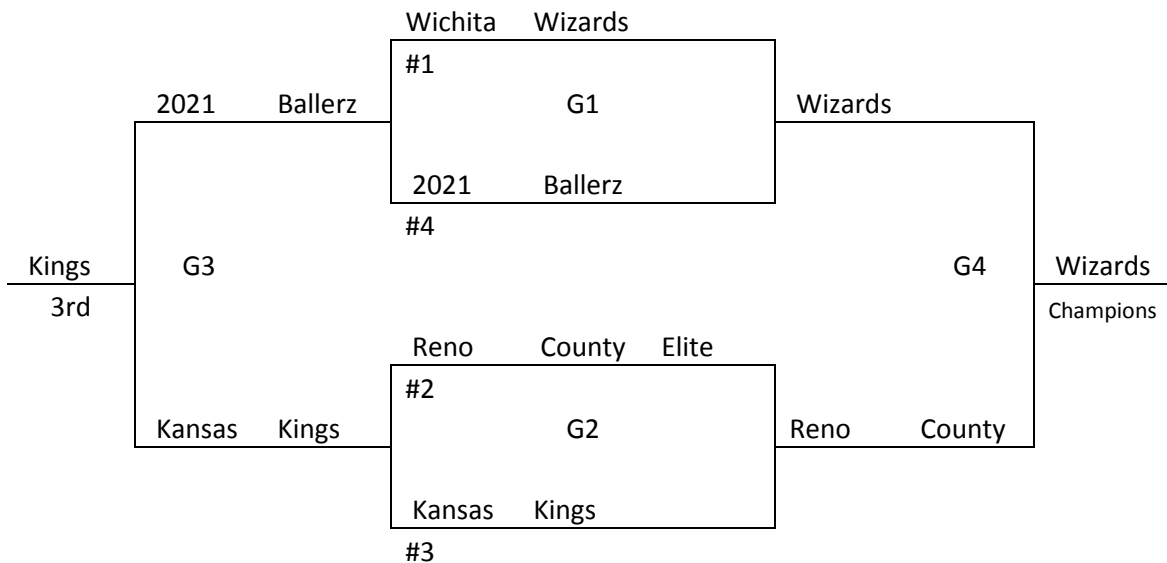 Wichita Wizards
#1
2021 Ballerz G1 Wizards
2021 Ballerz
#4
Kings G3 G4 Wizards
3rd Champions
Reno County Elite
#2
Kansas Kings G2 Reno County
Kansas Kings
#3